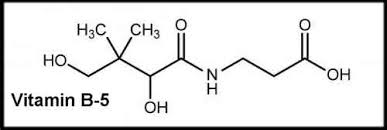 H₃C CH₃ O O
HO
N
H
OH
OH
Vitamin B-5